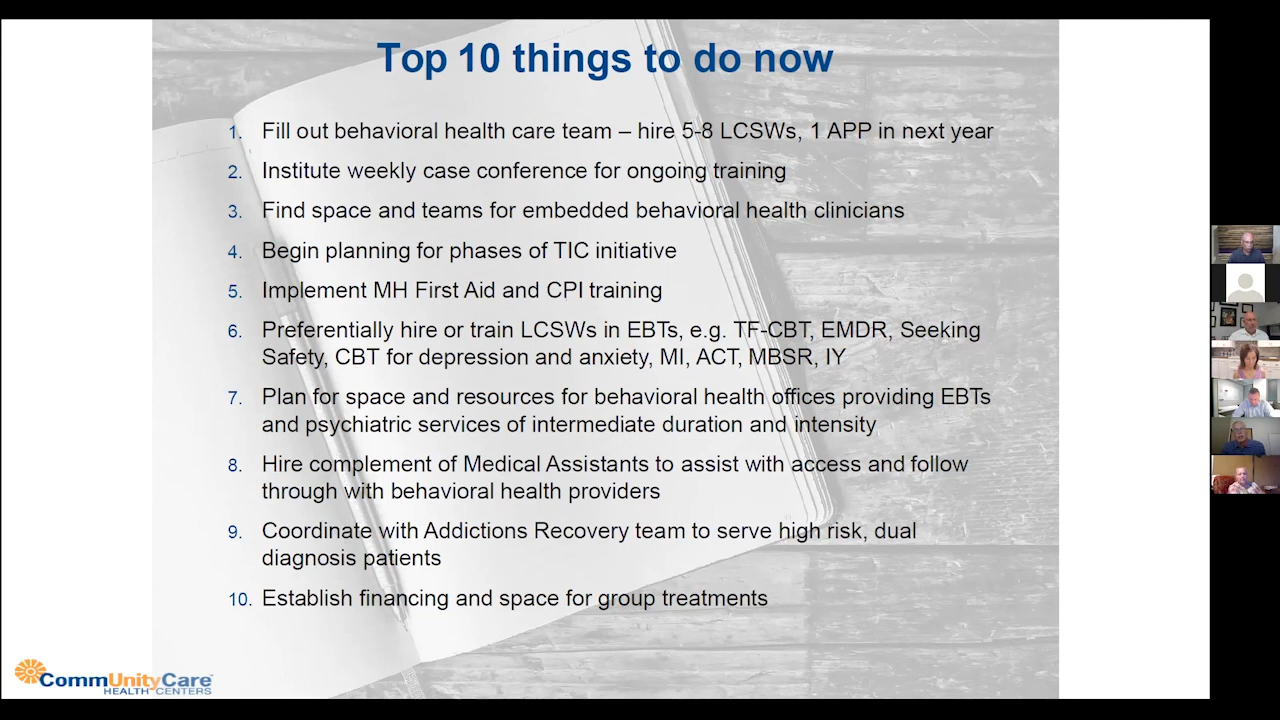 Top 10 things to do now
1. Fill out behavioral health care team – hire 5-8 LCSWs, 1 APP in next year
2. Institute weekly case conference for ongoing training
3. Find space and teams for embedded behavioral health clinicians
4. Begin planning for phases of TIC initiative
5. Implement MH First Aid and CPI training
6. Preferentially hire or train LCSWs in EBTs, e.g. TF-CBT, EMDR, Seeking
Safety, CBT for depression and anxiety, MI, ACT, MBSR, IY
7. Plan for space and resources for behavioral health offices providing EBTs
and psychiatric services of intermediate duration and intensity
8. Hire complement of Medical Assistants to assist with access and follow
through with behavioral health providers
9. Coordinate with Addictions Recovery team to serve high risk, dual
diagnosis patients
10. Establish financing and space for group treatments
CommUnityCare
HEALTH CENTERS